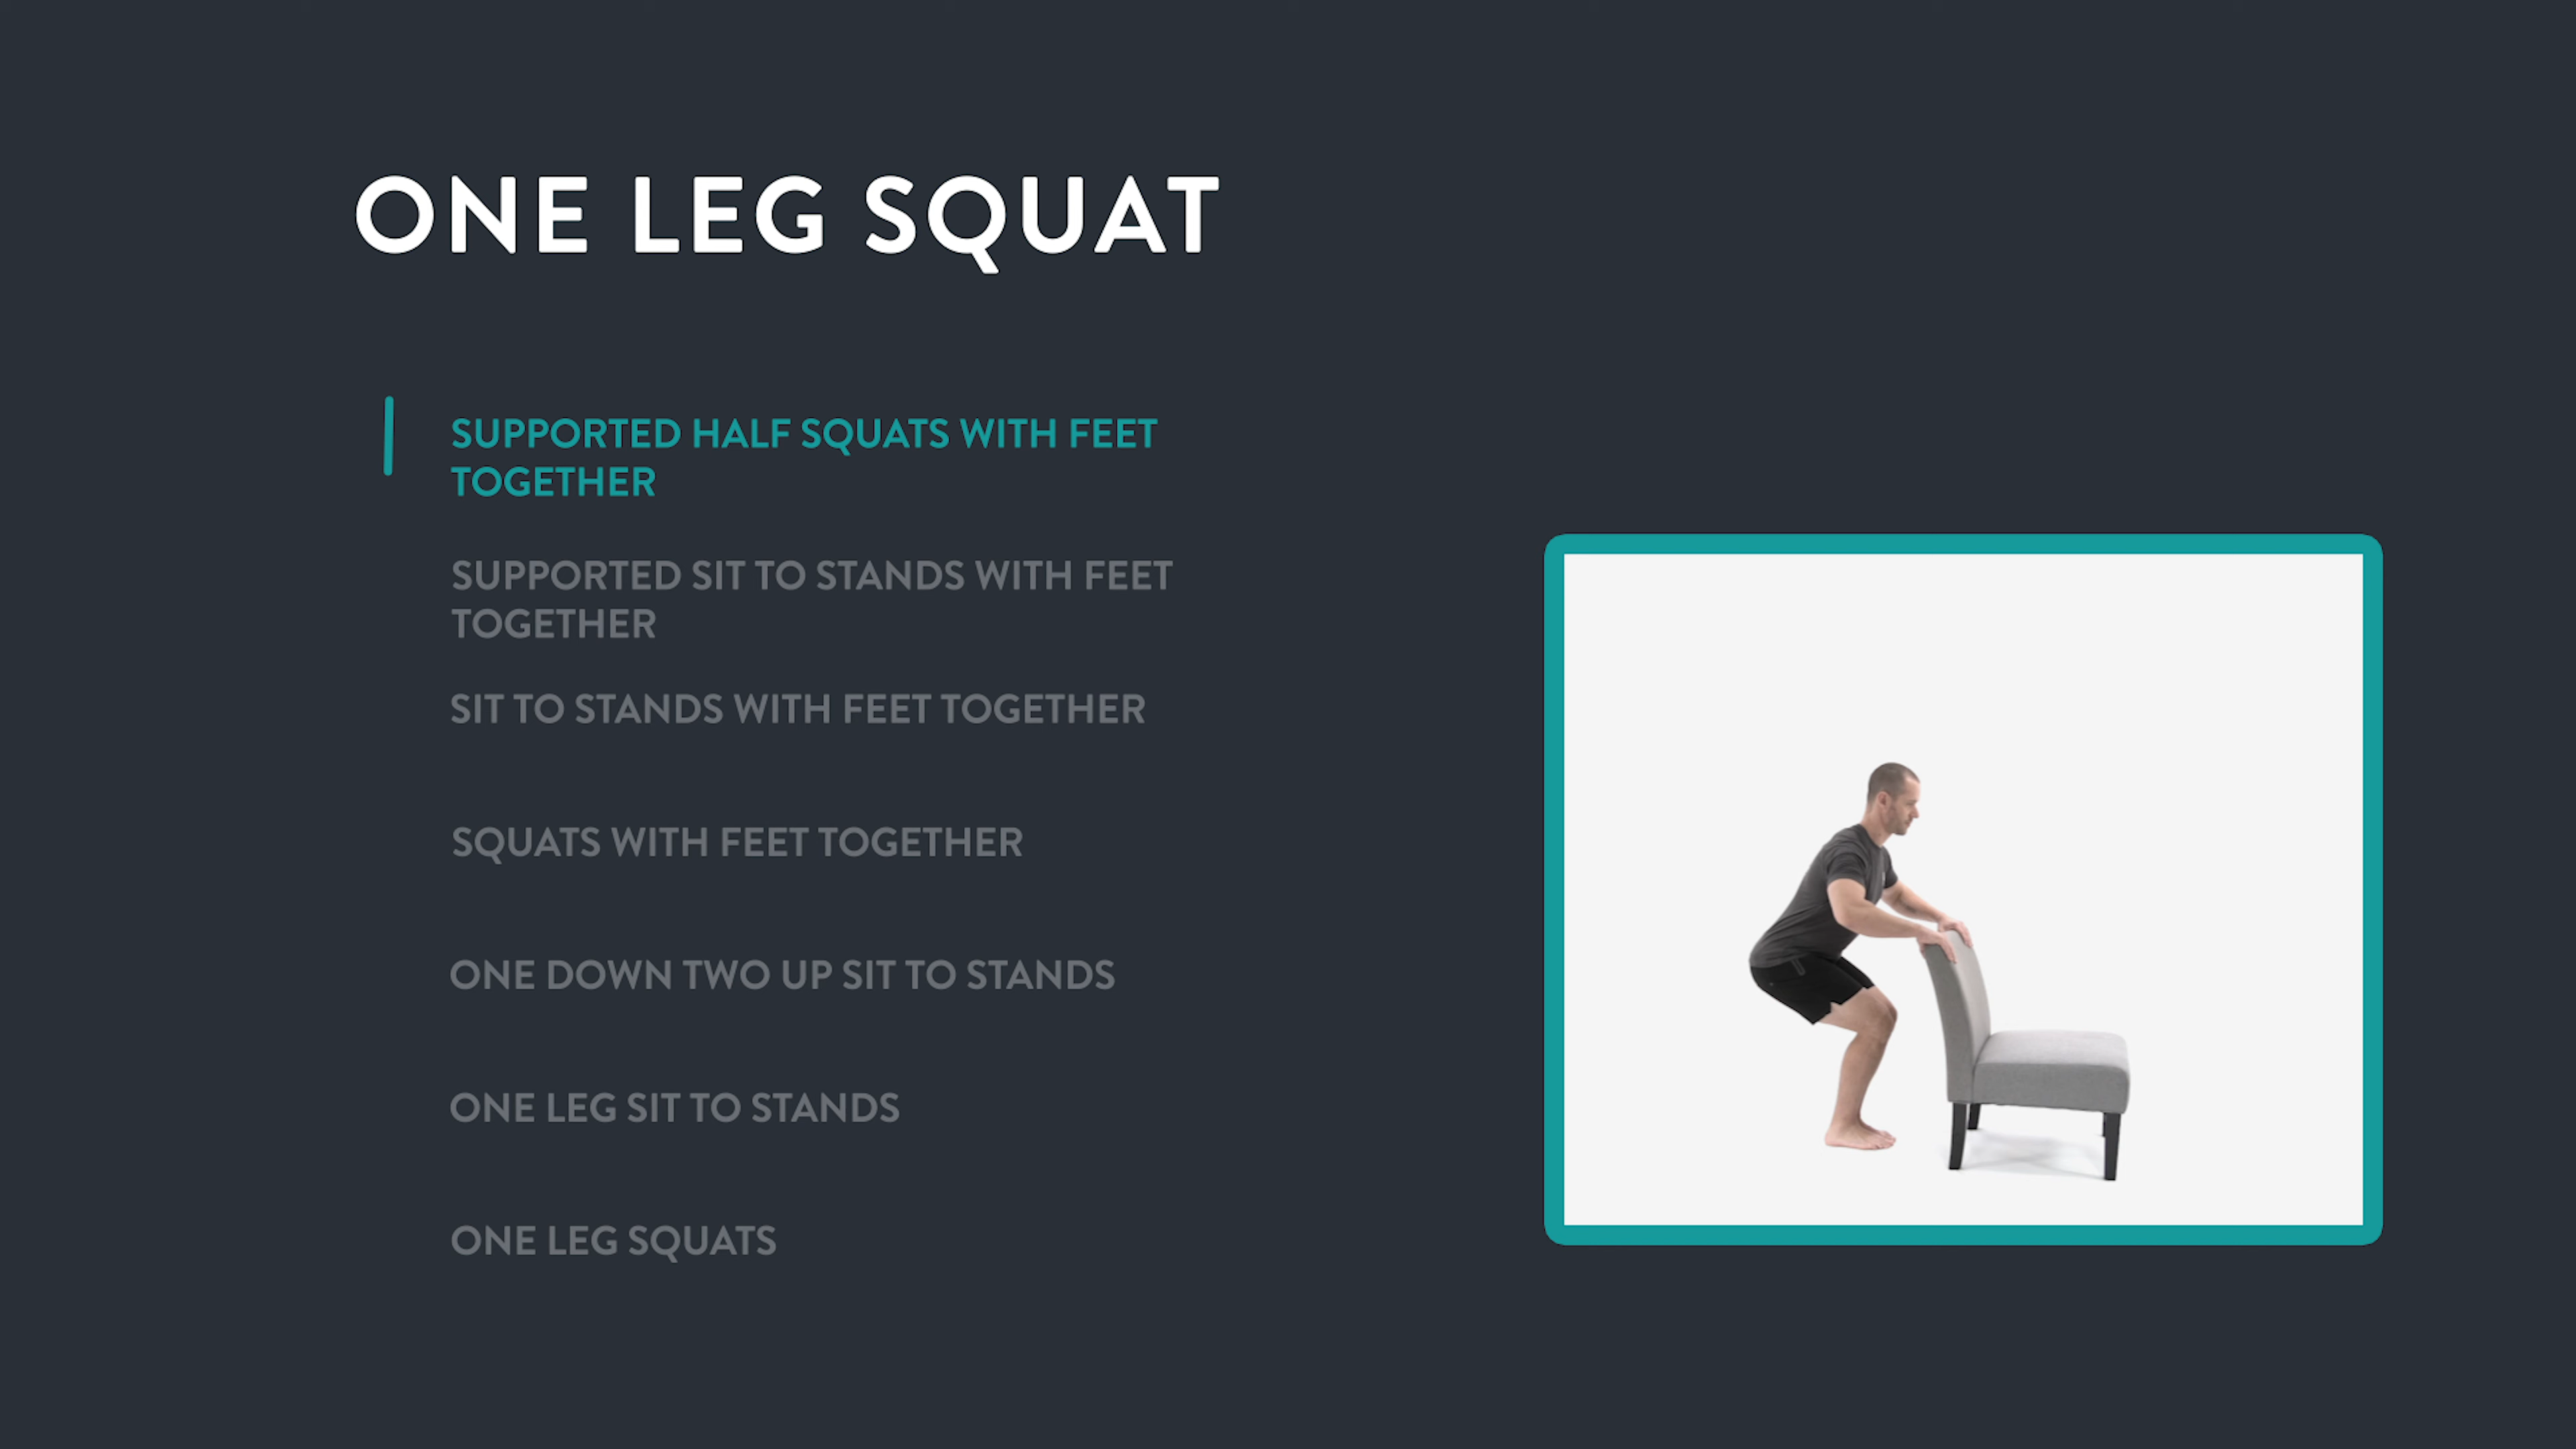 ONE LEG SQUAT
SUPPORTED HALF SQUATS WITH FEET
TOGETHER
SUPPORTED SIT TO STANDS WITH FEET
TOGETHER
SIT TO STANDS WITH FEET TOGETHER
SQUATS WITH FEET TOGETHER
ONE DOWN TWO UP SIT TO STANDS
ONE LEG SIT TO STANDS
ONE LEG SQUATS